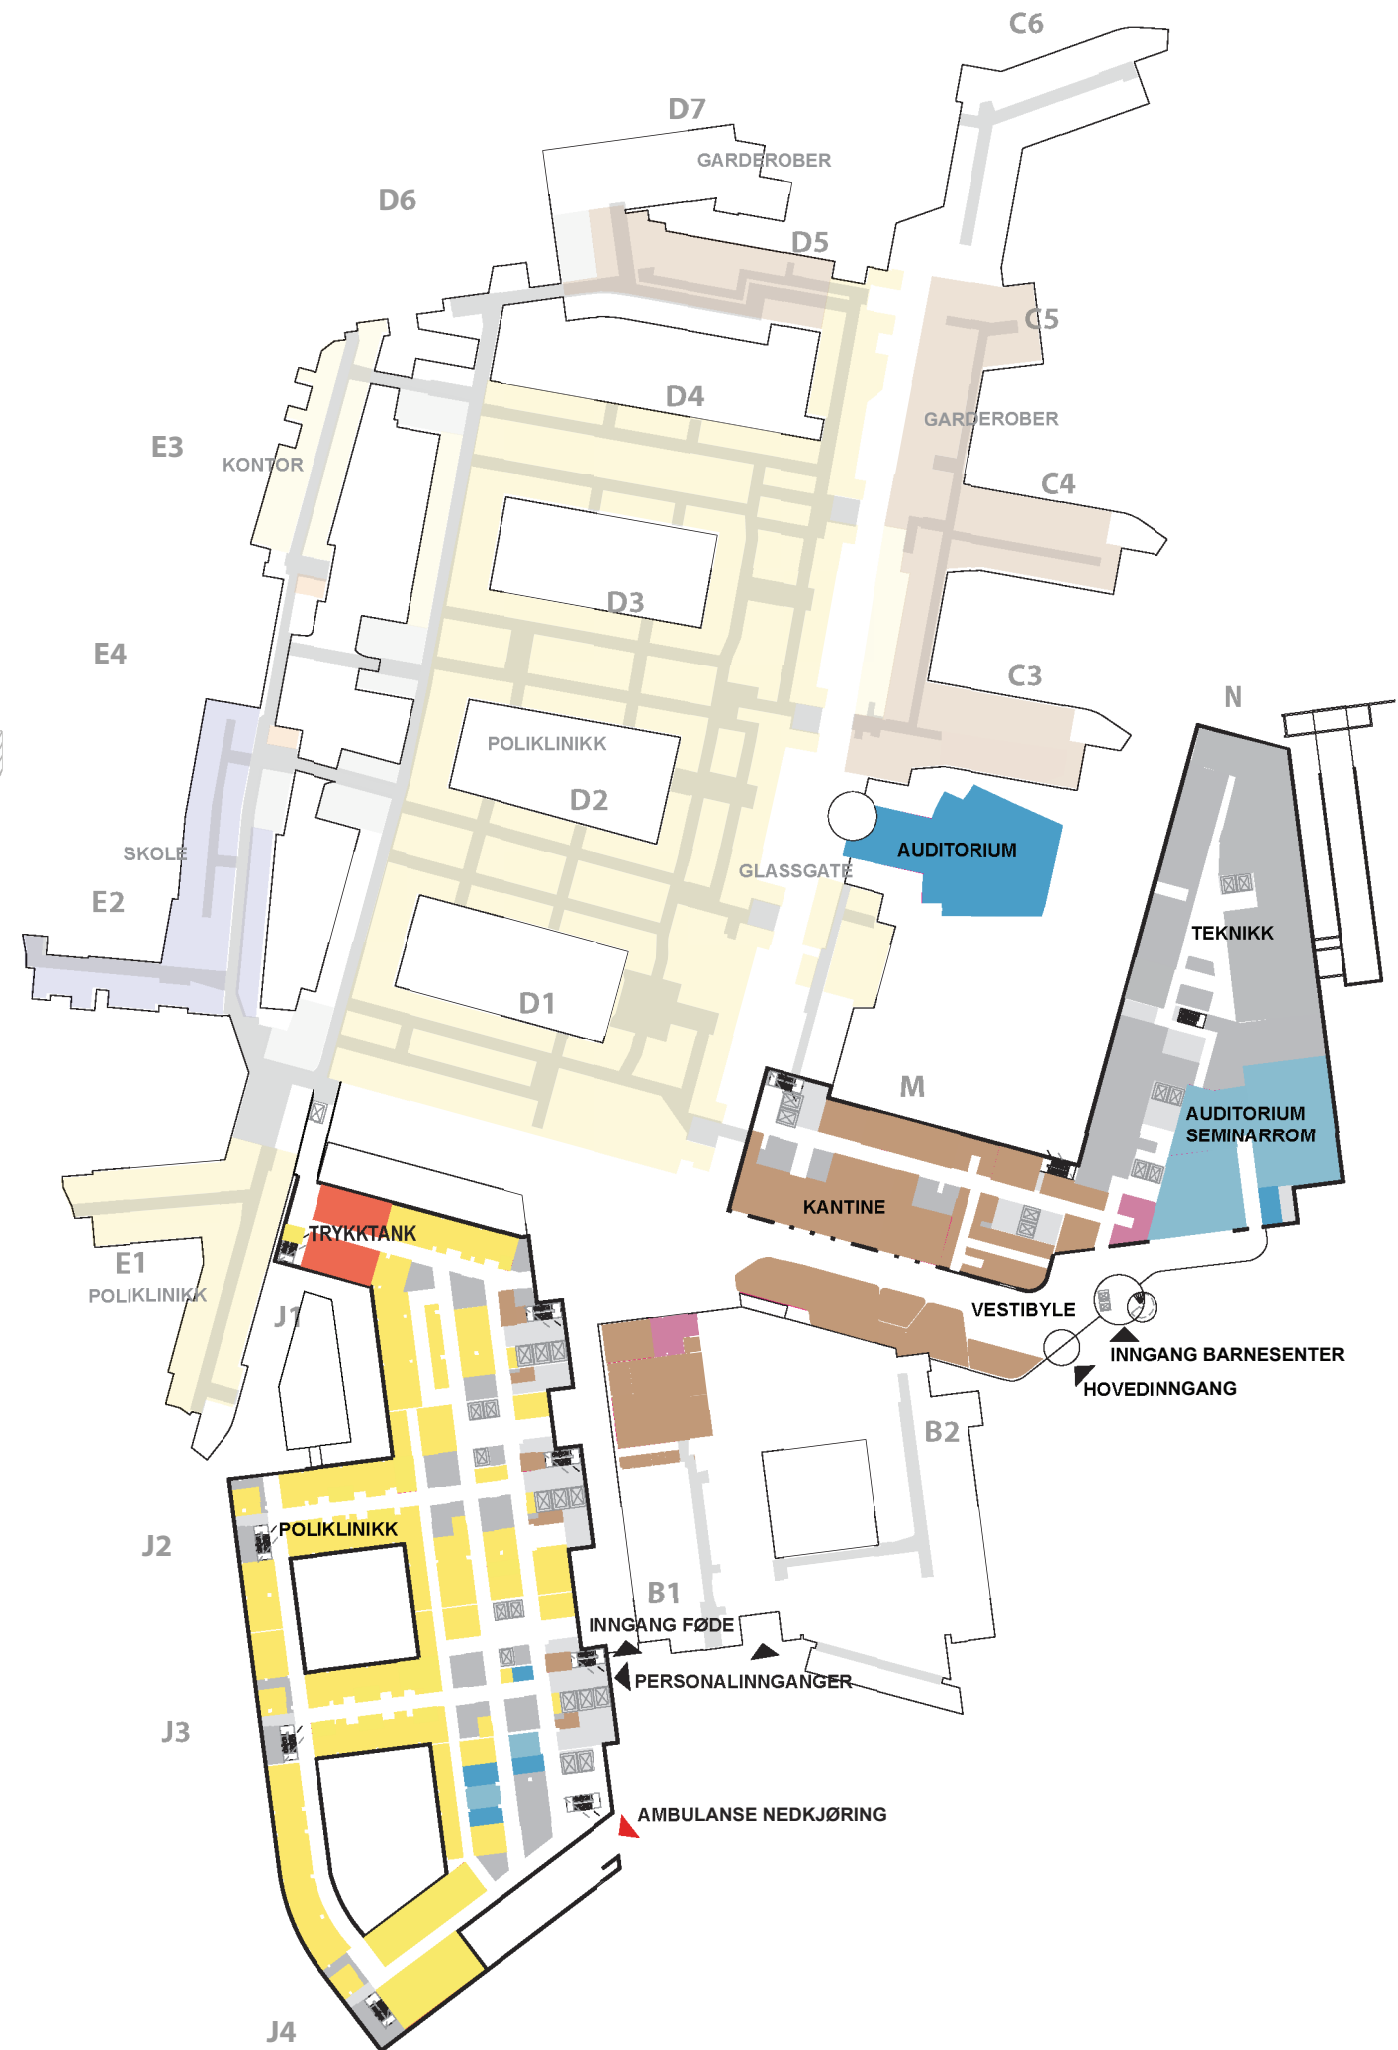 C6
D7
GARDEROBER
D6
D5
C5
D4
GARDEROBER
E3
KONTOR
C4
D3
E4
C3
N
POLIKLINIKK
D2
AUDITORIUM
SKOLE
GLASSGATE
E2
TEKNIKK
D1
M
AUDITORIUM
SEMINARROM
KANTINE
TRYKKTANK
E1
POLIKLINIKK
J1
VESTIBYLE
INNGANG BARNESENTER
HOVEDINNGANG
B2
POLIKLINIKK
J2
B1
INNGANG FØDE
PERSONALINNGANGER
J3
AMBULANSE NEDKJØRING
J4